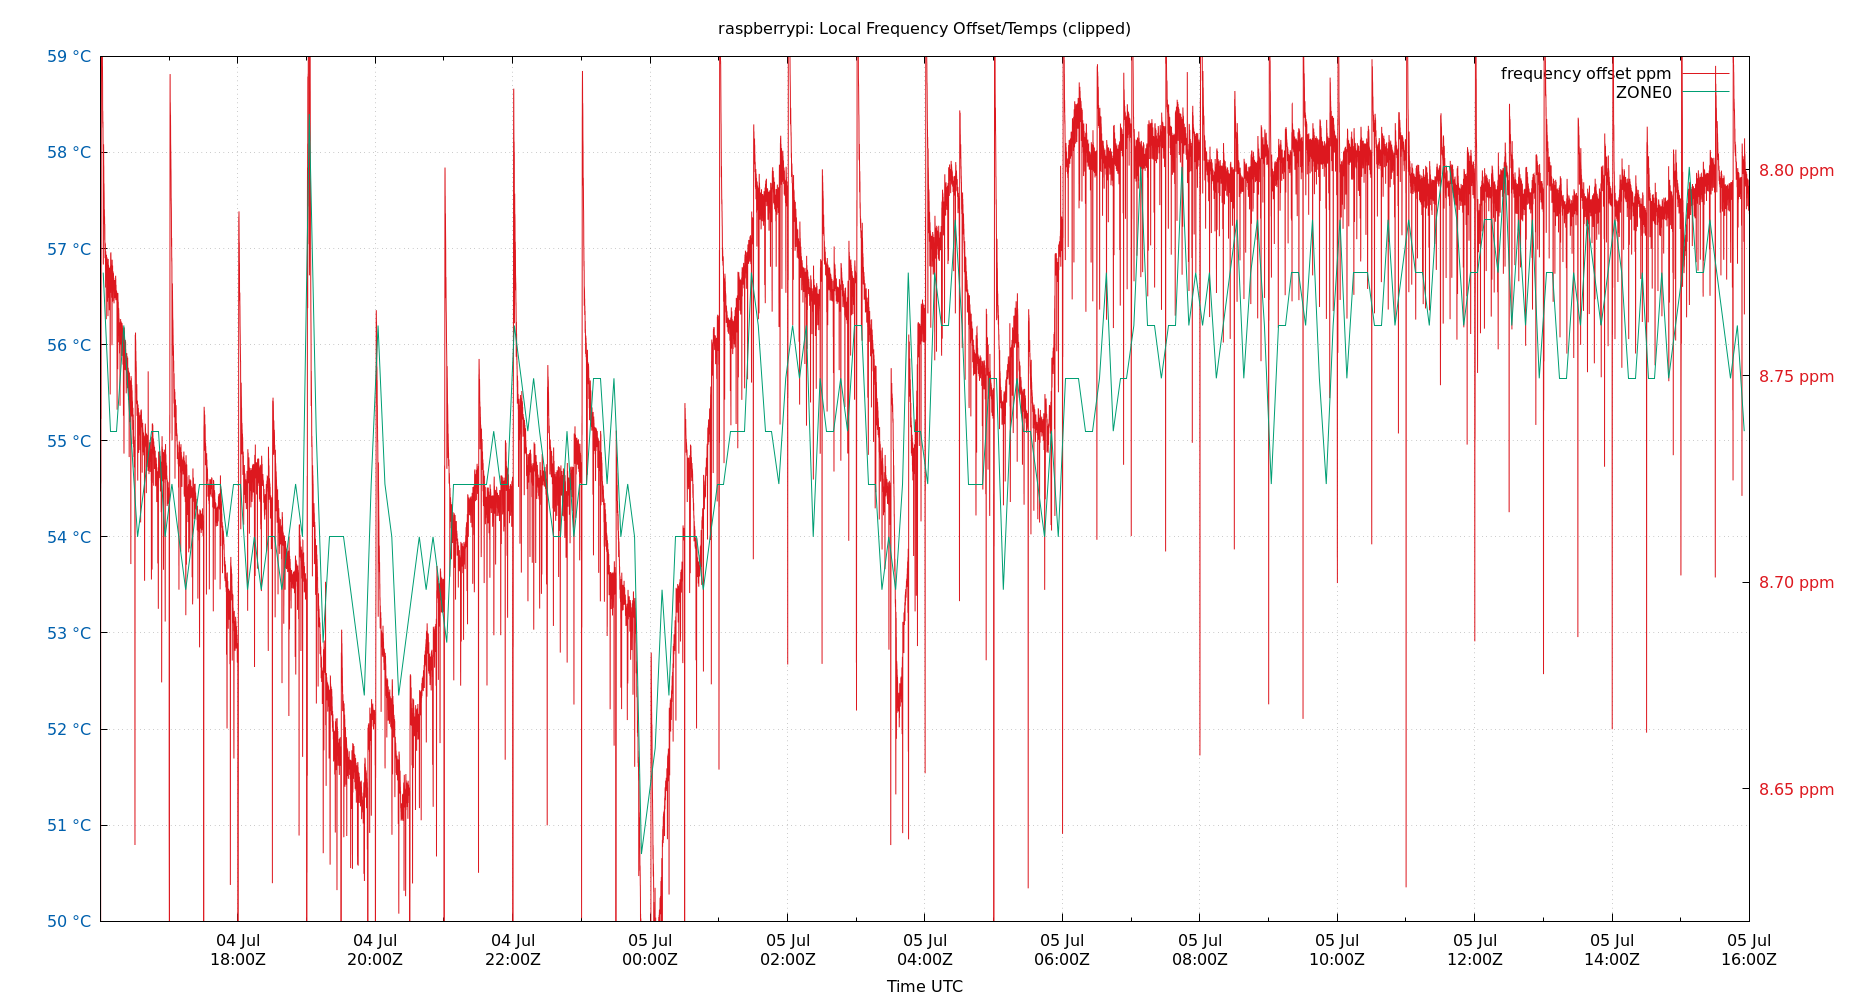 raspberrypi: Local Frequency Offset/Temps (clipped)
59 °C
58 °C
57 °C
56 °C
55 °C
54 °C
53 °C
52 °C
51 °C
50 °C
frequency offset ppm
ZONE0
8.80 ppm
8.75 ppm
8.70 ppm
8.65 ppm
04 Jul
18:00Z
04 Jul
20:00Z
04 Jul
22:00Z
05 Jul
00:00Z
05 Jul
02:00Z
05 Jul
04:00Z
05 Jul
06:00Z
05 Jul
08:00Z
05 Jul
10:00Z
05 Jul
12:00Z
05 Jul
14:00Z
05 Jul
16:00Z
Time UTC